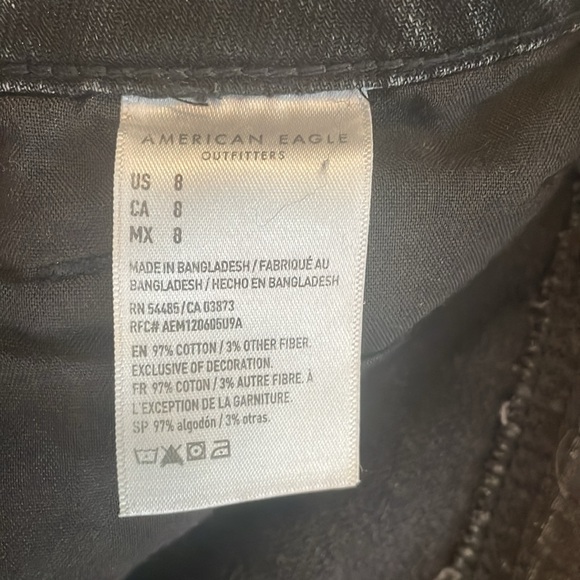 AMERICAN EAGLE
OUTFITTERS
US 8
CA 8
MX 8
MADE IN BANGLADESH / FABRIQUÉ AU
BANGLADESH / HECHO EN BANGLADESH
RN 54485/CA 03873
RFC# AEM120605U9A
EN 97% COTTON / 3% OTHER FIBER.
EXCLUSIVE OF DECORATION.
FR 97% COTON / 3% AUTRE FIBRE. À
L'EXCEPTION DE LA GARNITURE.
SP 97% algodón / 3% otras.